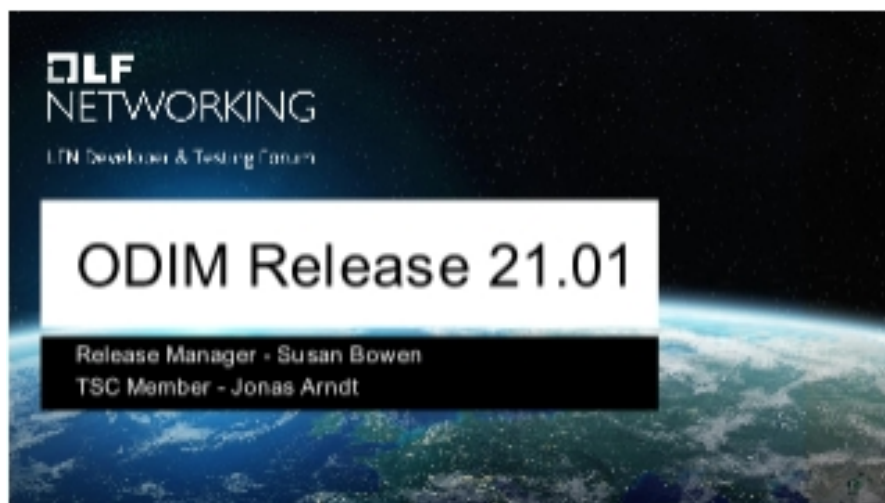 LF
NETWORKING
LFN Developer & Testing Forum
ODIM Release 21.01
Release Manager - Susan Bowen
TSC Member - Jonas Arndt